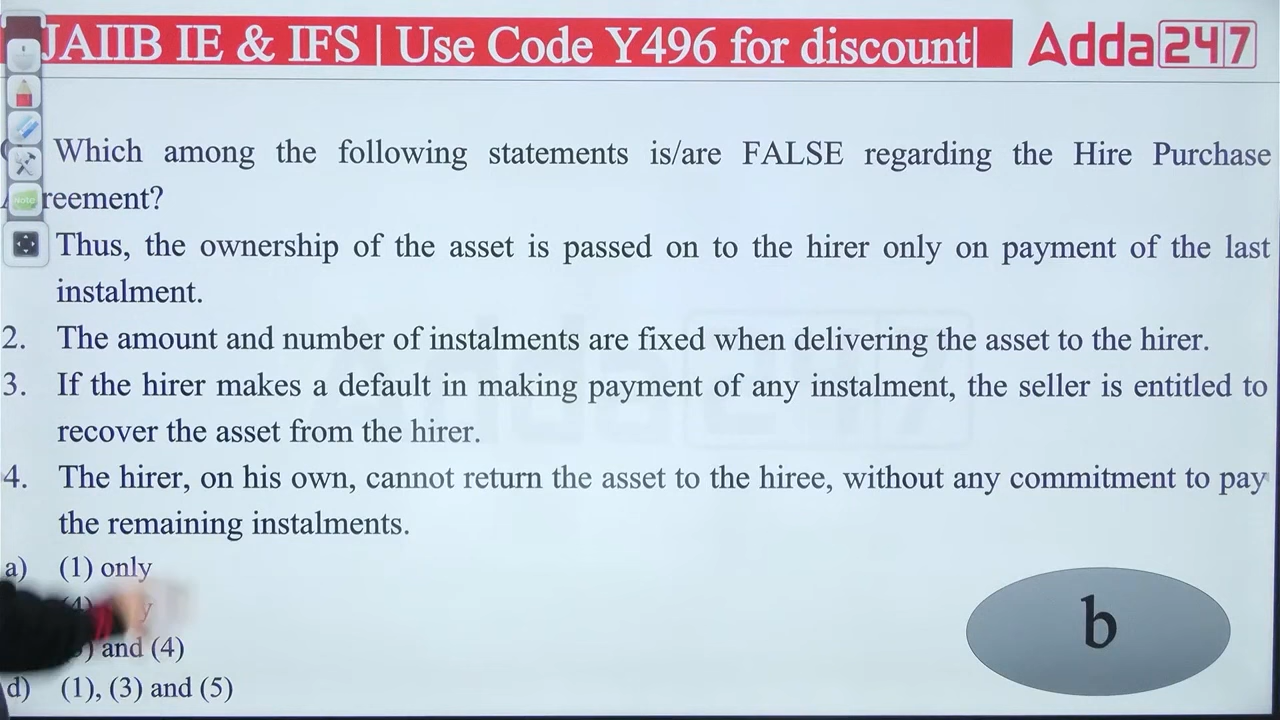 JAIIB IE & IFS | Use Code Y496 for discount|
Adda247
Which among the following statements is/are FALSE regarding the Hire Purchase
reement?
Note
Thus, the ownership of the asset is passed on to the hirer only on payment of the last
instalment.
2. The amount and number of instalments are fixed when delivering the asset to the hirer.
3. If the hirer makes a default in making payment of any instalment, the seller is entitled to
recover the asset from the hirer.
4. The hirer, on his own, cannot return the asset to the hiree, without any commitment to pay
the remaining instalments.
a) (1) only
and (4)
d) (1), (3) and (5)
b